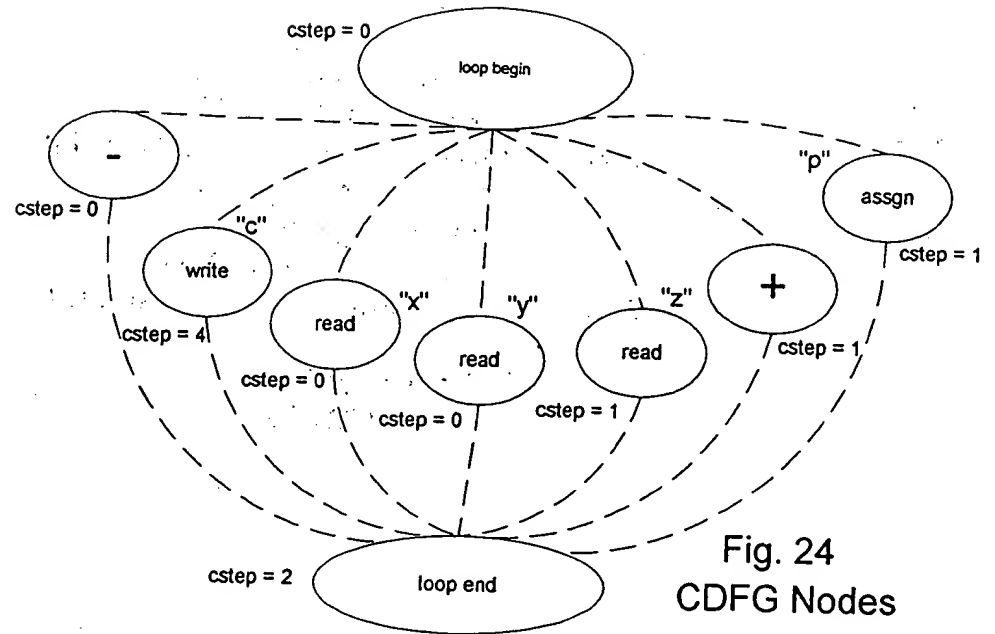 cstep = 0
loop begin
-
cstep = 0
"p"
assgn
cstep = 1
"c"
write
cstep = 4
"x"
read
cstep = 0
"y"
read
cstep = 0
"z"
read
cstep = 1
+
cstep = 1
cstep = 2
loop end
Fig. 24
CDFG Nodes